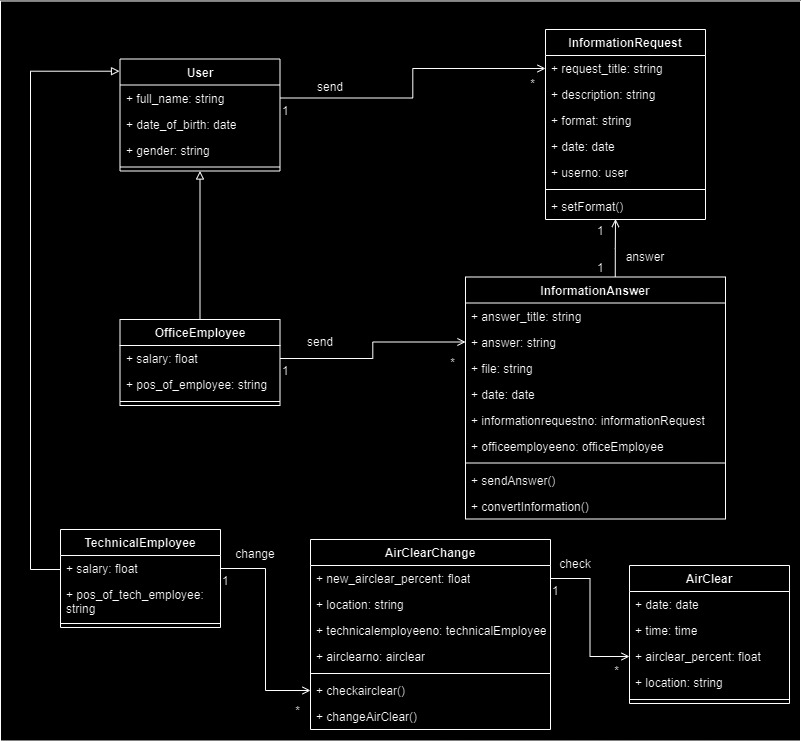 InformationRequest
+ request_title: string
+ description: string
+ format: string
+ date: date
+ userno: user
+ setFormat()
User
+ full_name: string
+ date_of_birth: date
+ gender: string
send
1
*
1
answer
1
InformationAnswer
+ answer_title: string
+ answer: string
+ file: string
+ date: date
+ informationrequestno: informationRequest
+ officeemployeeno: officeEmployee
+ sendAnswer()
+ convertInformation()
OfficeEmployee
+ salary: float
+ pos_of_employee: string
send
1
*
TechnicalEmployee
+ salary: float
+ pos_of_tech_employee:
string
change
1
*
AirClearChange
+ new_airclear_percent: float
+ location: string
+ technicalemployeeno: technicalEmployee
+ airclearno: airclear
+ checkairclear()
+ changeAirClear()
check
1
*
AirClear
+ date: date
+ time: time
+ airclear_percent: float
+ location: string